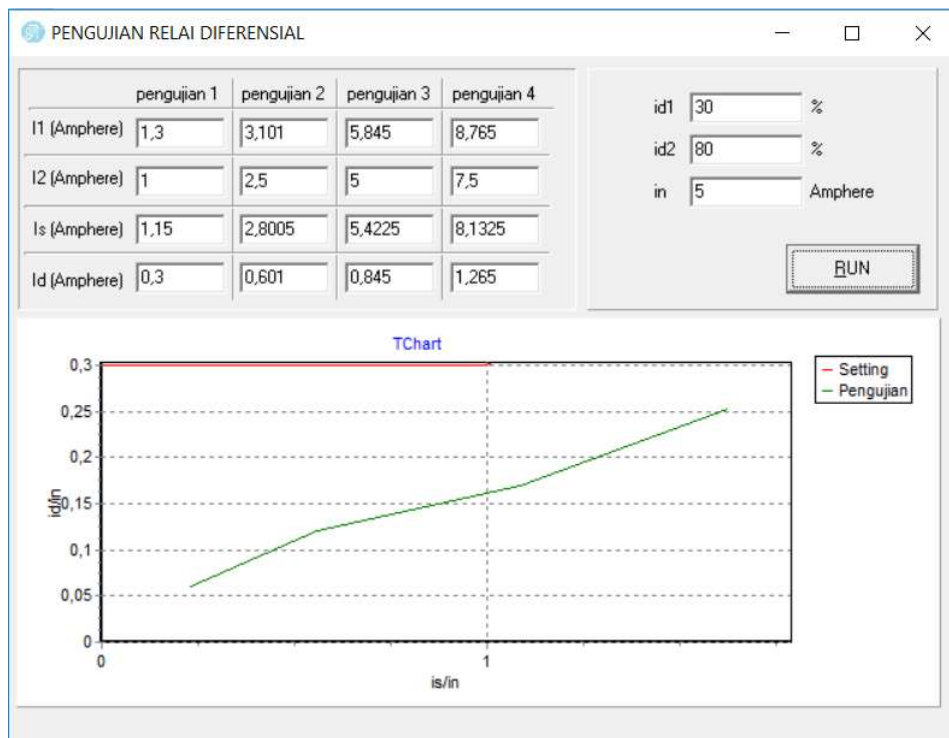 PENGUJIAN RELAI DIFERENSIAL
pengujian 1 pengujian 2 pengujian 3 pengujian 4
I1 (Amphere) 1,3 3,101 5,845 8,765
I2 (Amphere) 1 2,5 5 7,5
Is (Amphere) 1,15 2,8005 5,4225 8,1325
Id (Amphere) 0,3 0,601 0,845 1,265
id1 30 %
id2 80 %
in 5 Amphere
RUN
TChart
0,3
0,25
0,2
0,15
0,1
0,05
0
id/in
0 1
is/in
Setting
Pengujian